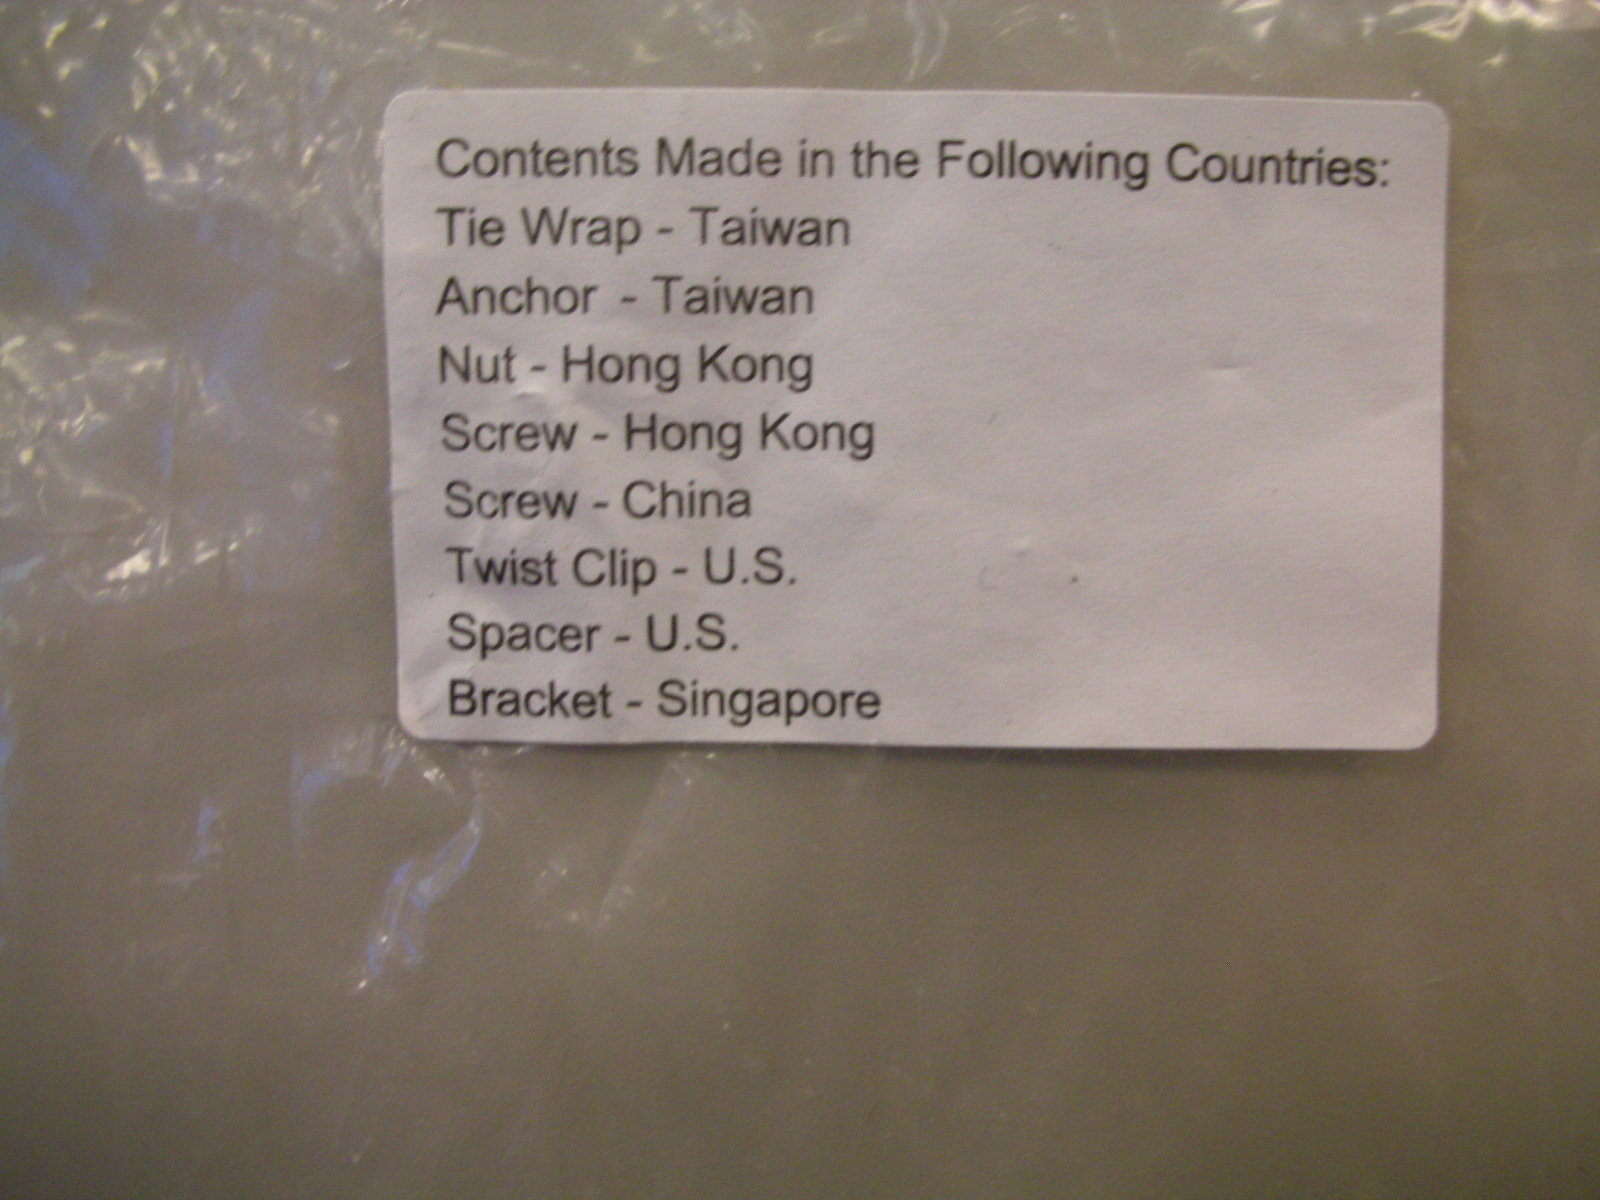 Contents Made in the Following Countries:
Tie Wrap - Taiwan
Anchor - Taiwan
Nut - Hong Kong
Screw - Hong Kong
Screw - China
Twist Clip - U.S.
Spacer - U.S.
Bracket - Singapore